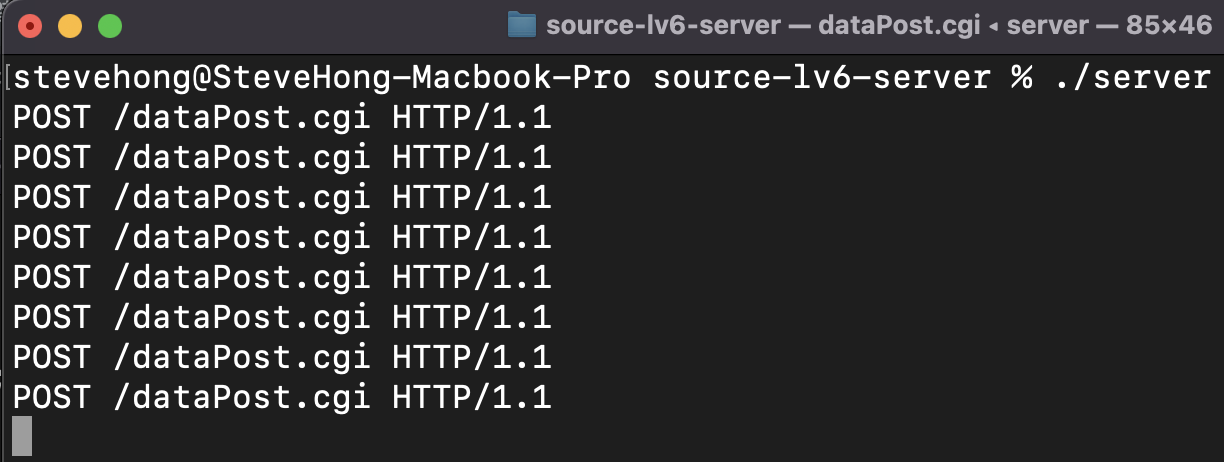 source-lv6-server — dataPost.cgi ◂ server — 85×46
stevehong@SteveHong-Macbook-Pro source-lv6-server % ./server
POST /dataPost.cgi HTTP/1.1
POST /dataPost.cgi HTTP/1.1
POST /dataPost.cgi HTTP/1.1
POST /dataPost.cgi HTTP/1.1
POST /dataPost.cgi HTTP/1.1
POST /dataPost.cgi HTTP/1.1
POST /dataPost.cgi HTTP/1.1
POST /dataPost.cgi HTTP/1.1